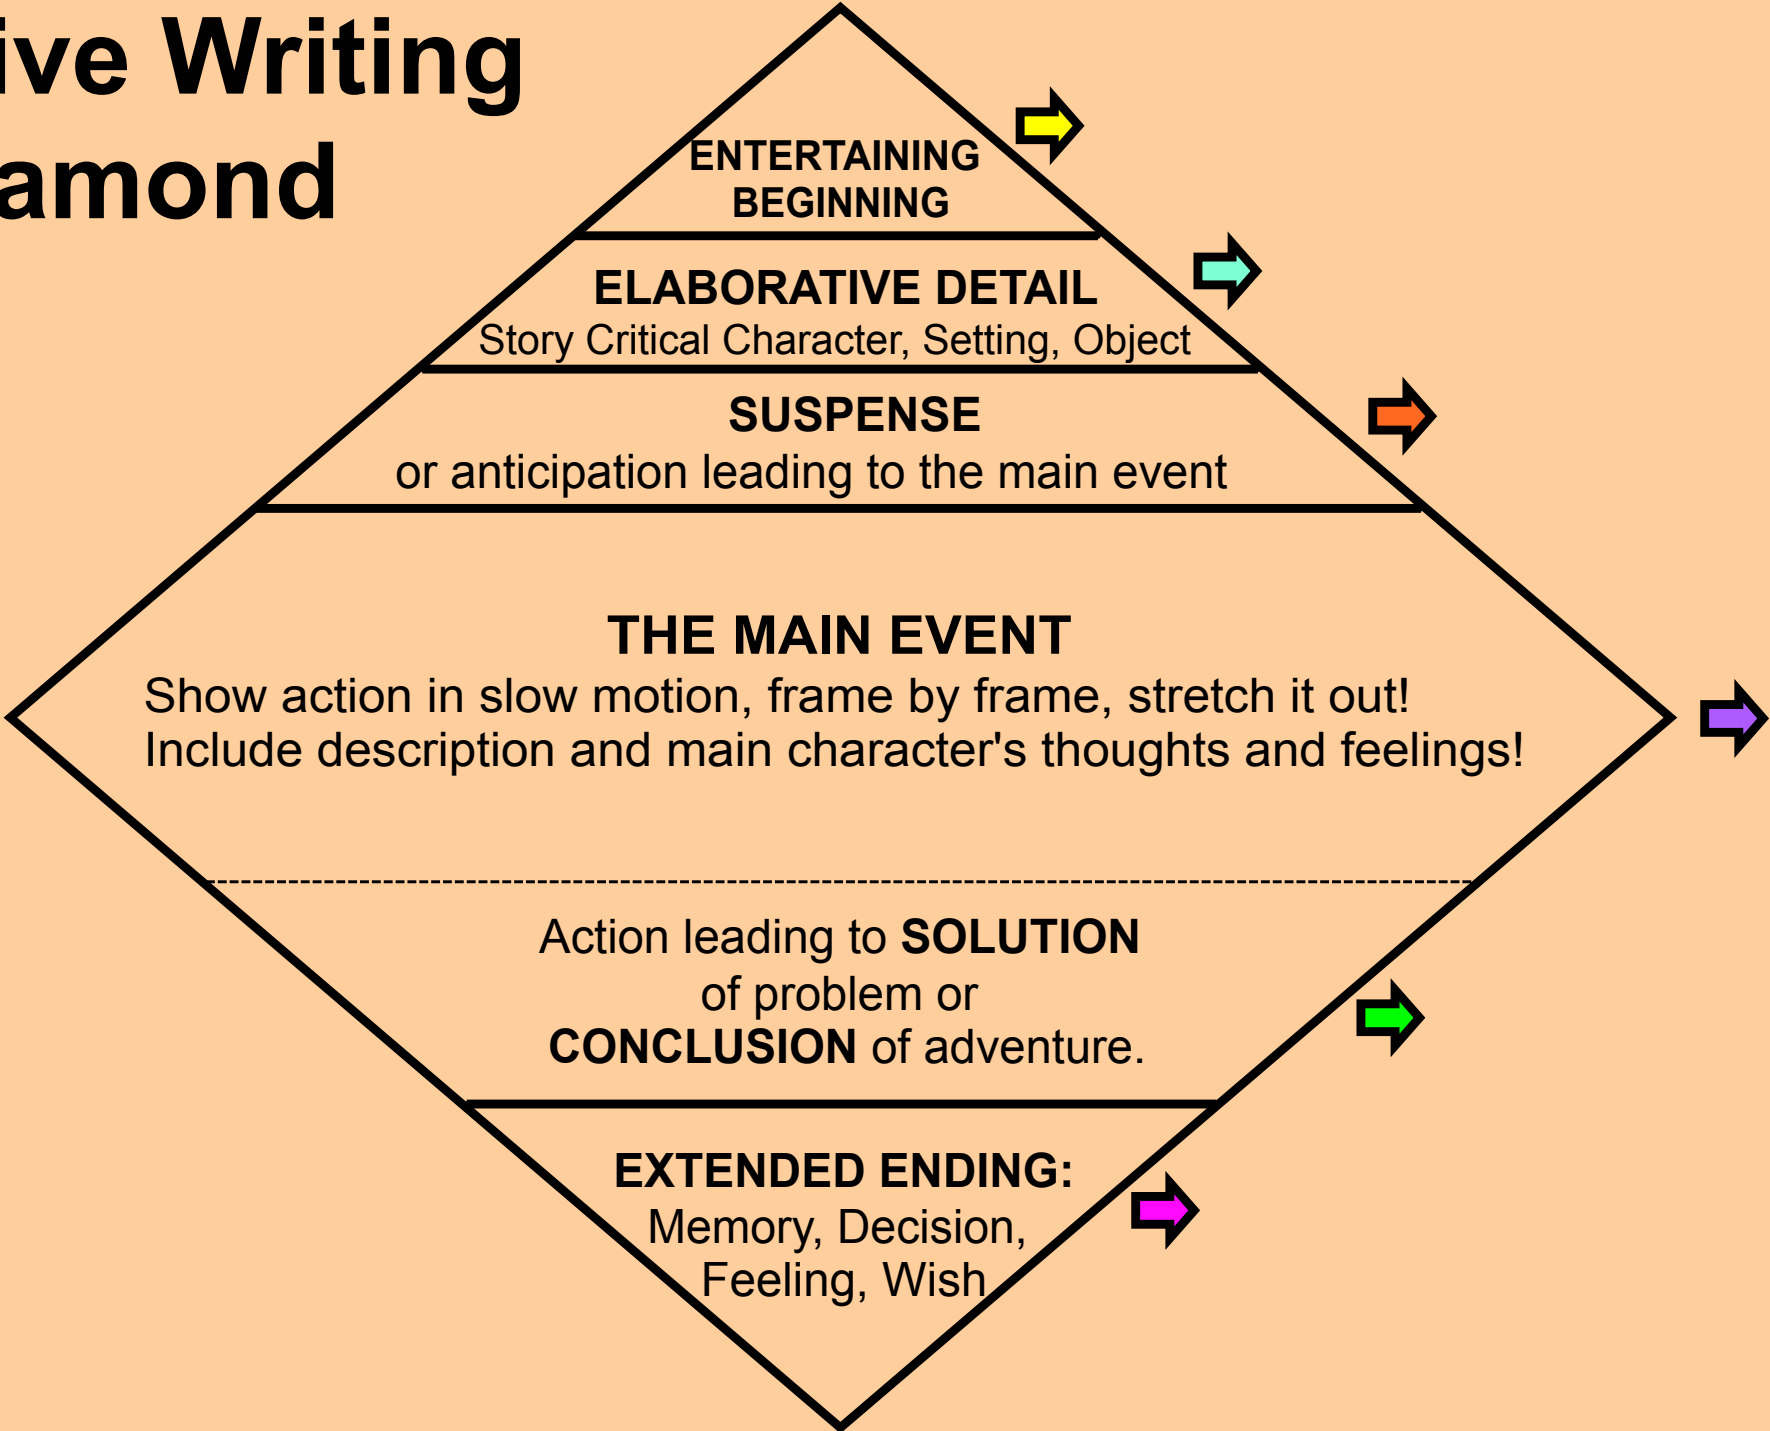 ive Writing
amond
ENTERTAINING
BEGINNING
ELABORATIVE DETAIL
Story Critical Character, Setting, Object
SUSPENSE
or anticipation leading to the main event
THE MAIN EVENT
Show action in slow motion, frame by frame, stretch it out!
Include description and main character's thoughts and feelings!
Action leading to SOLUTION
of problem or
CONCLUSION of adventure.
EXTENDED ENDING:
Memory, Decision,
Feeling, Wish